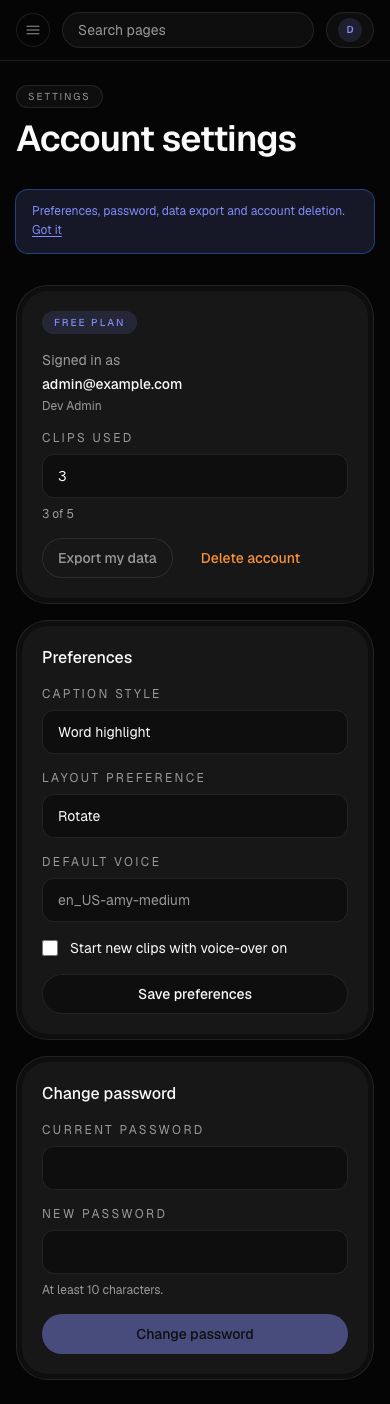 Search pages
D
SETTINGS
Account settings
Preferences, password, data export and account deletion.
Got it
FREE PLAN
Signed in as
admin@example.com
Dev Admin
CLIPS USED
3
3 of 5
Export my data
Delete account
Preferences
CAPTION STYLE
Word highlight
LAYOUT PREFERENCE
Rotate
DEFAULT VOICE
en_US-amy-medium
Start new clips with voice-over on
Save preferences
Change password
CURRENT PASSWORD
NEW PASSWORD
At least 10 characters.
Change password